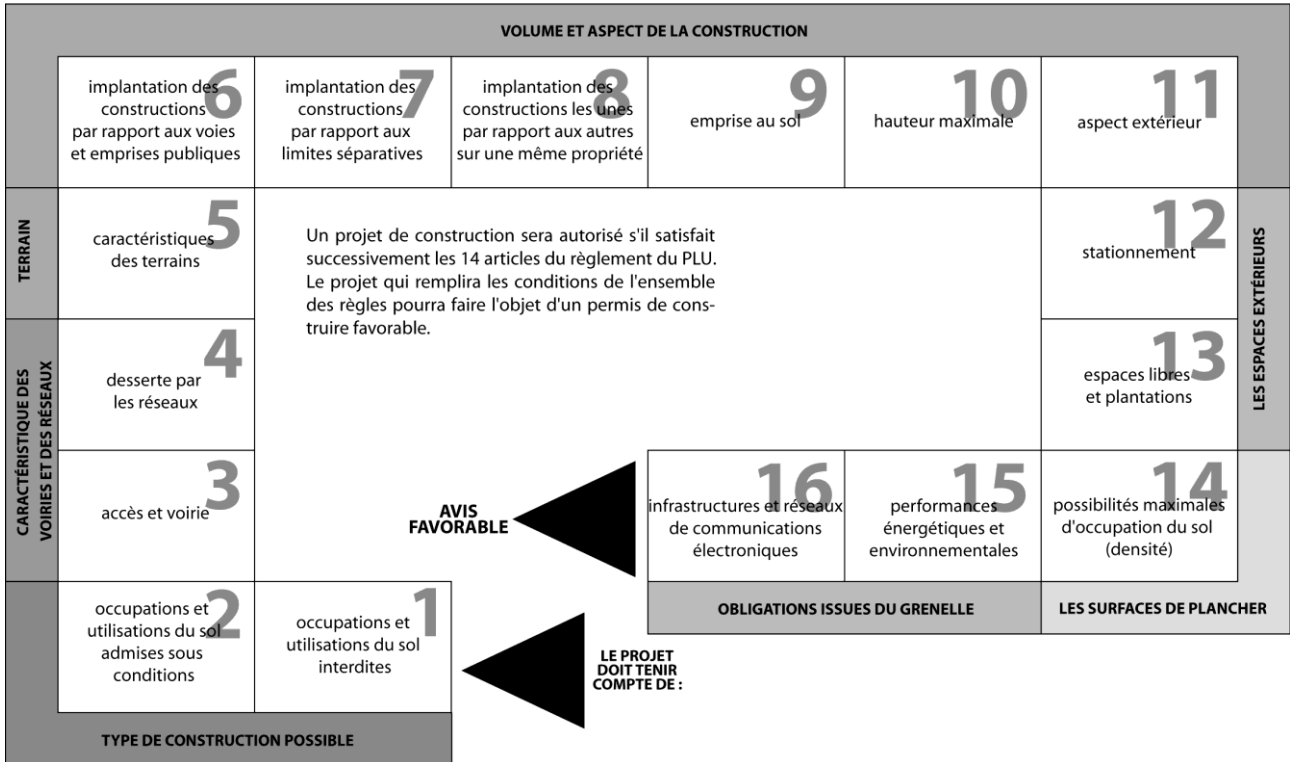 VOLUME ET ASPECT DE LA CONSTRUCTION
6
implantation des
constructions
par rapport aux voies
et emprises publiques
7
implantation des
constructions
par rapport aux
limites séparatives
8
implantation des
constructions les unes
par rapport aux autres
sur une même propriété
9
emprise au sol
10
hauteur maximale
11
aspect extérieur
TERRAIN
5
caractéristiques
des terrains
Un projet de construction sera autorisé s'il satisfait
successivement les 14 articles du règlement du PLU.
Le projet qui remplira les conditions de l'ensemble
des règles pourra faire l'objet d'un permis de cons-
truire favorable.
12
stationnement
LES ESPACES EXTÉRIEURS
CARACTÉRISTIQUE DES
VOIRIES ET DES RÉSEAUX
4
desserte par
les réseaux
13
espaces libres
et plantations
3
accès et voirie
AVIS
FAVORABLE
16
infrastructures et réseaux
de communications
électroniques
15
performances
énergétiques et
environnementales
14
possibilités maximales
d'occupation du sol
(densité)
OBLIGATIONS ISSUES DU GRENELLE
LES SURFACES DE PLANCHER
2
occupations et
utilisations du sol
admises sous
conditions
1
occupations et
utilisations du sol
interdites
LE PROJET
DOIT TENIR
COMPTE DE :
TYPE DE CONSTRUCTION POSSIBLE